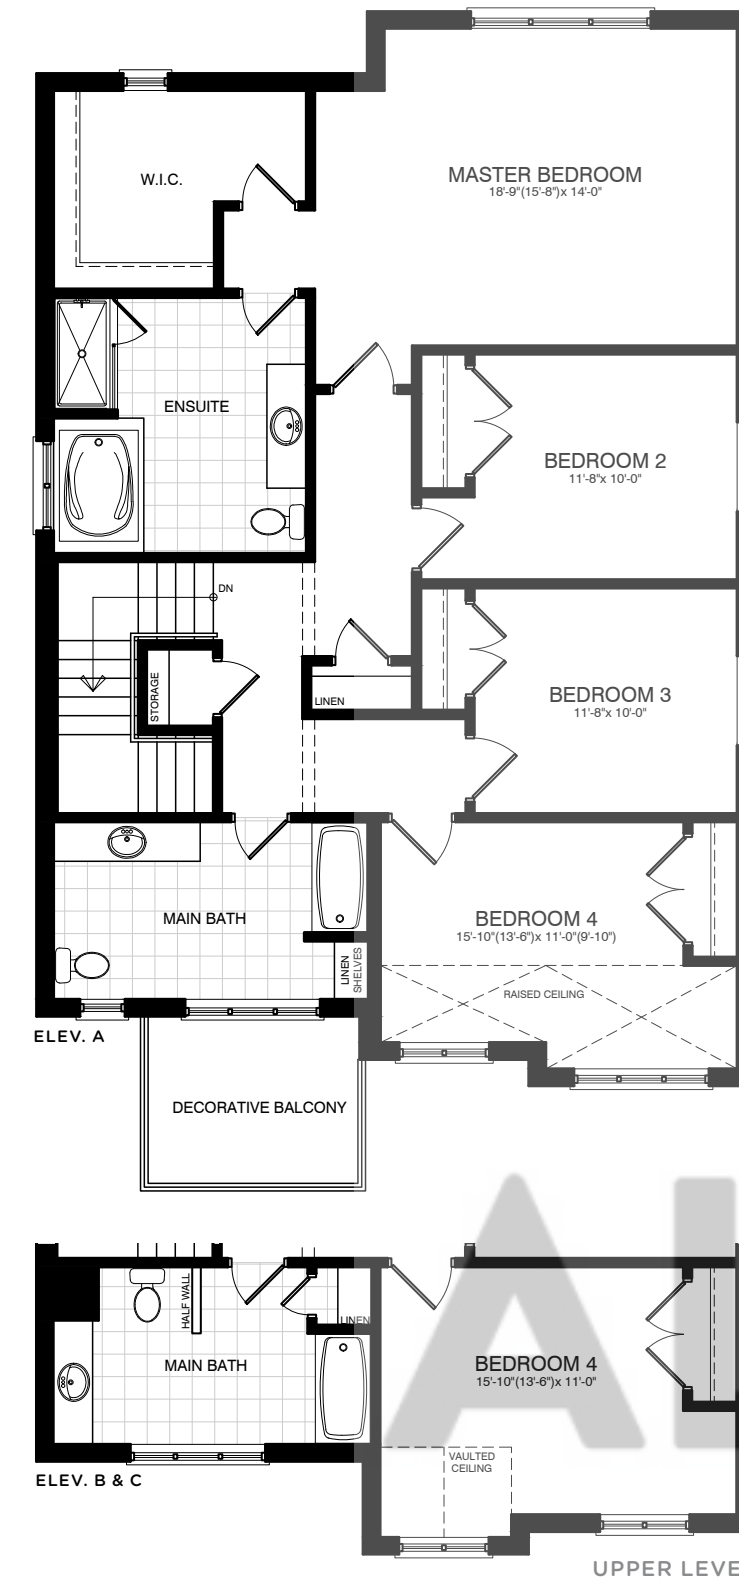 MASTER BEDROOM
18'-9"(15'-8")x 14'-0"
W.I.C.
ENSUITE
BEDROOM 2
11'-8"x 10'-0"
DN
STORAGE
LINEN
BEDROOM 3
11'-8"x 10'-0"
MAIN BATH
BEDROOM 4
15'-10"(13'-6")x 11'-0"(9'-10")
LINEN
SHELVES
RAISED CEILING
ELEV. A
DECORATIVE BALCONY
HALF WALL
LINEN
MAIN BATH
BEDROOM 4
15'-10"(13'-6")x 11'-0"
VAULTED
CEILING
ELEV. B & C
UPPER LEVE